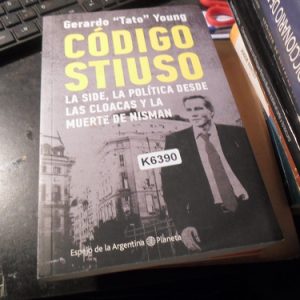 Gerardo "Tato" Young
CÓDIGO
STIUSO
LA SIDE, LA POLÍTICA DESDE
LAS CLOACAS Y LA
MUERTE DE NISMAN
K6390
Espejo de la Argentina Planeta